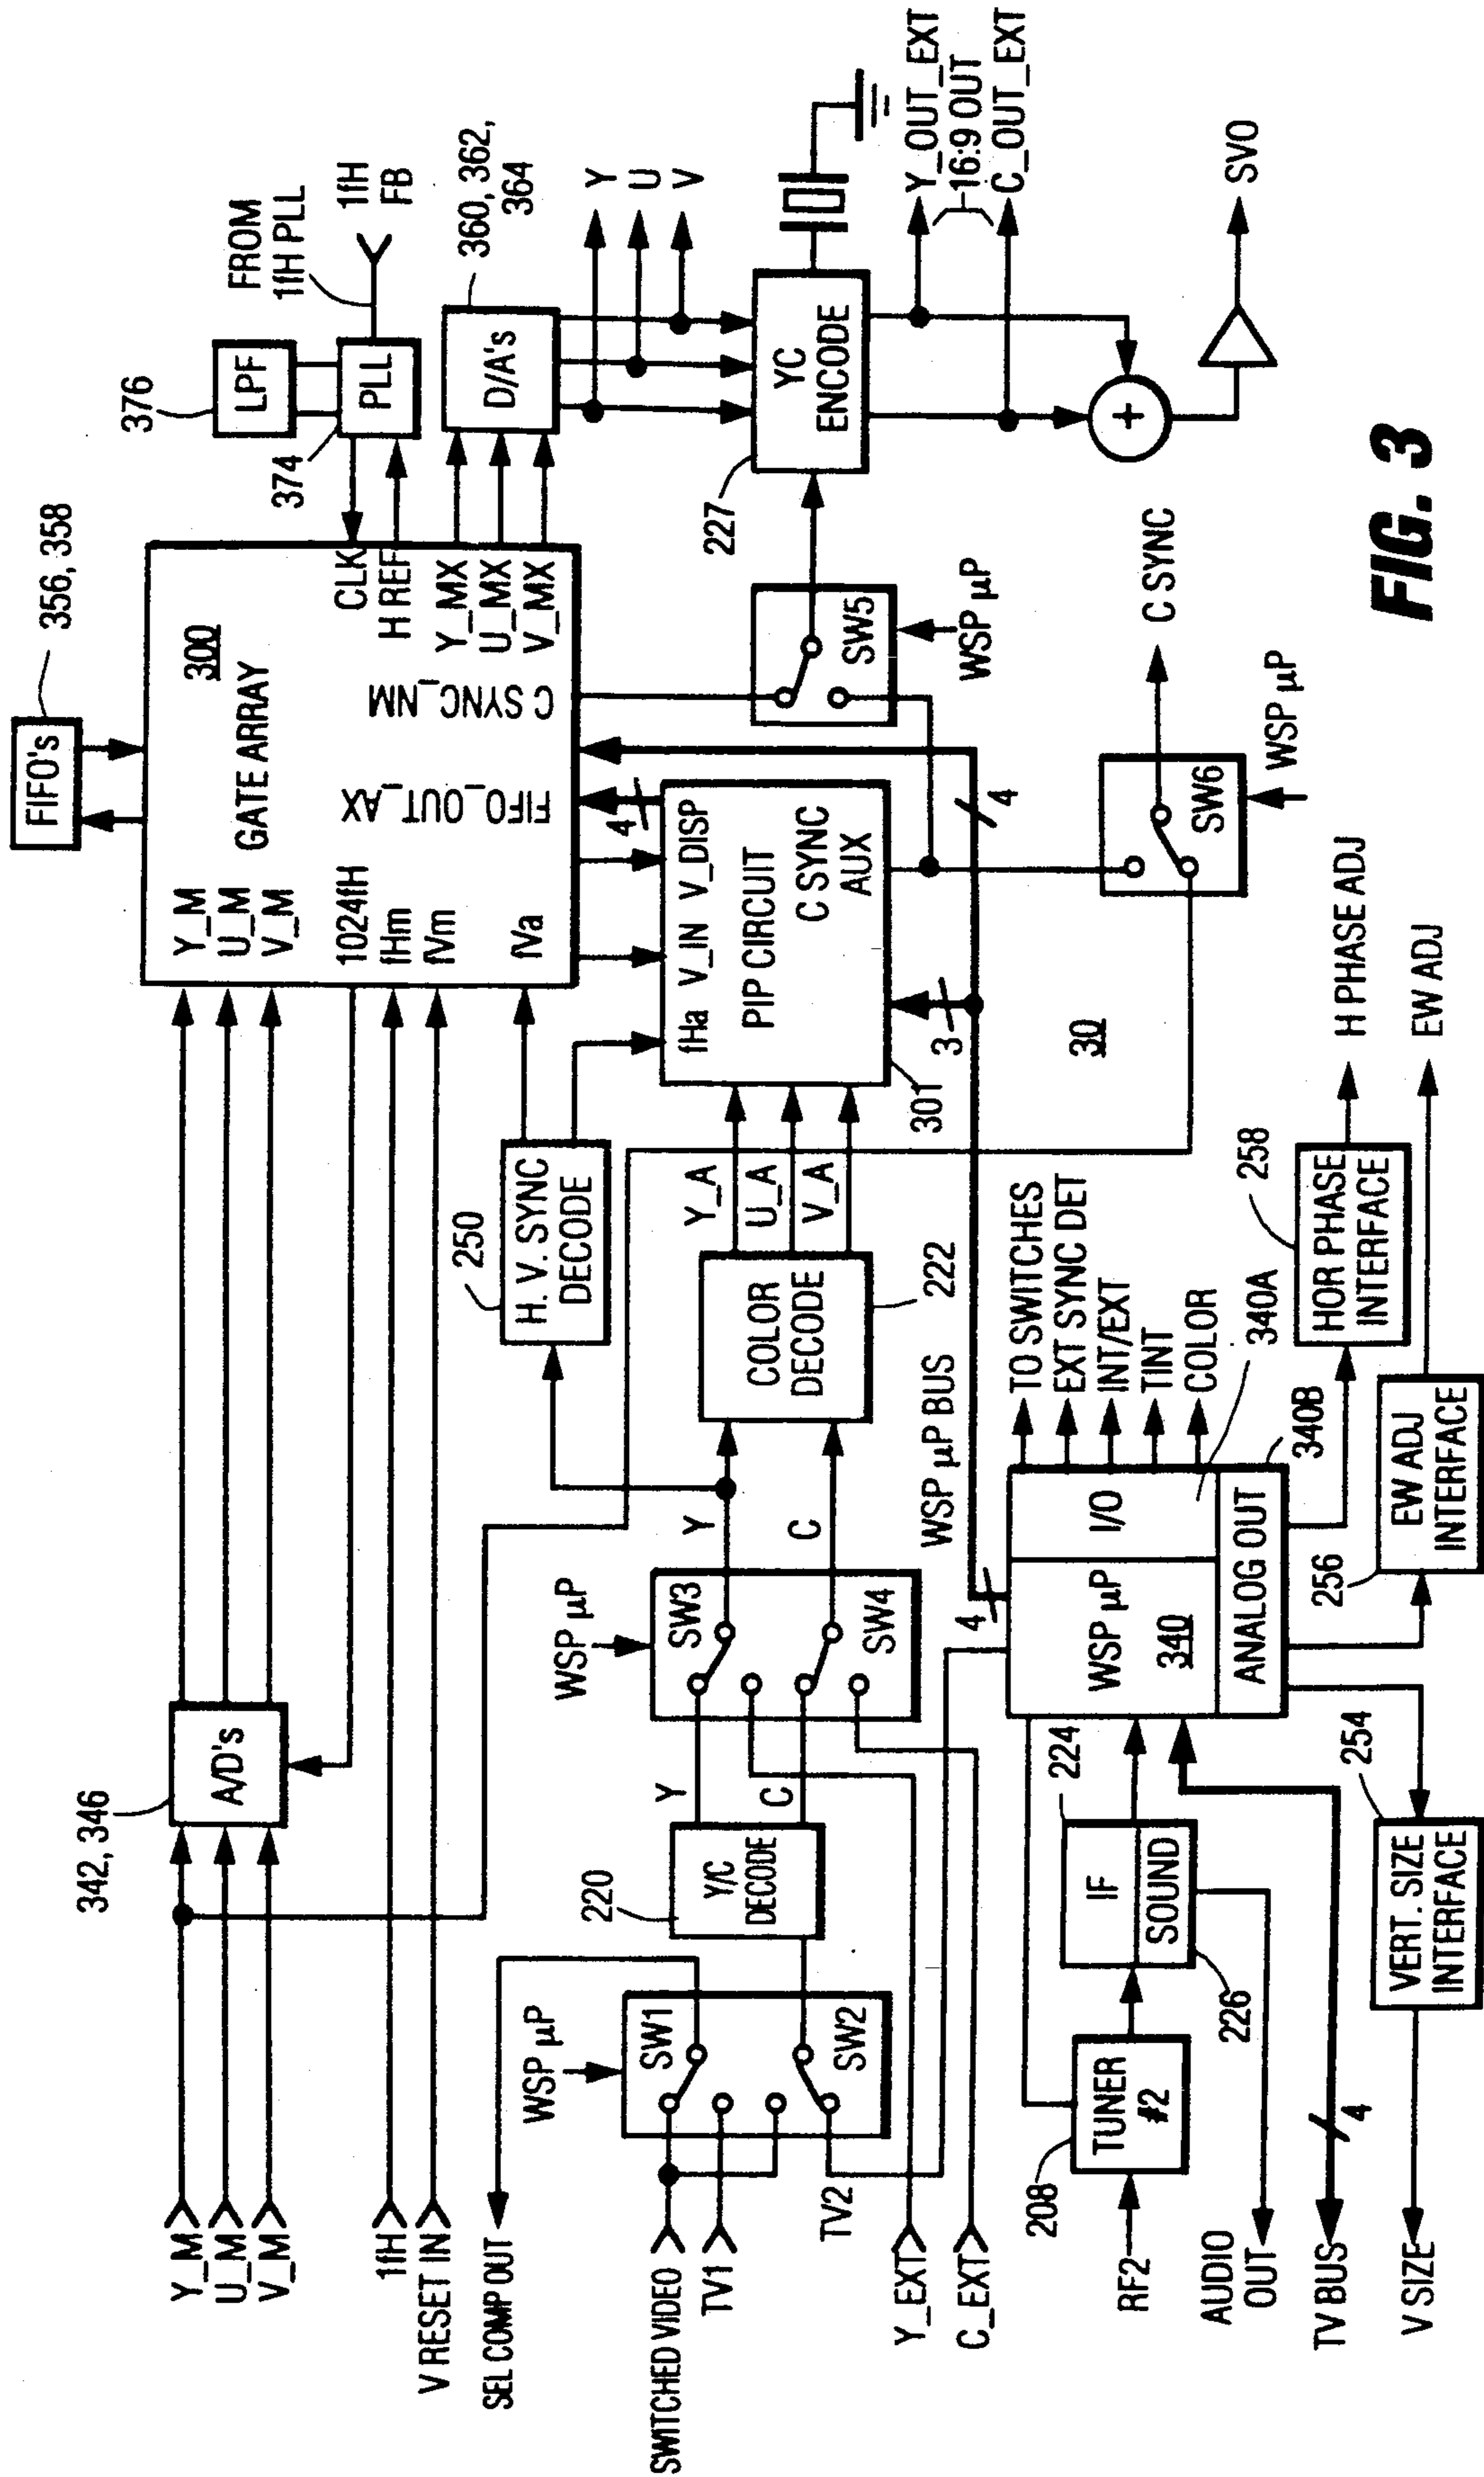 Y_M
U_M
V_M
1fH
V RESET IN
SEL COMP OUT
SWITCHED VIDEO
TV1
TV2
Y_EXT
C_EXT
RF2
AUDIO
OUT
TV BUS
V SIZE
342, 346
A/D's
WSP μP
SW1
SW2
220
Y/C
DECODE
Y
C
WSP μP
SW3
SW4
Y
C
208
TUNER
#2
224
IF
SOUND
226
254
VERT. SIZE
INTERFACE
4
250
H. V. SYNC
DECODE
COLOR
DECODE
222
Y_A
U_A
V_A
WSP μP BUS
4
WSP μP
340
I/O
ANALOG OUT
340A
340B
TO SWITCHES
EXT SYNC DET
INT/EXT
TINT
COLOR
256
EW ADJ
INTERFACE
EW ADJ
258
HOR PHASE
INTERFACE
H PHASE ADJ
FIFO's
356, 358
300
GATE ARRAY
Y_M
U_M
V_M
1024fH
fHm
fVm
fVa
FIFO_OUT_AX
C SYNC_NM
CLK
H REF
Y_MX
U_MX
V_MX
fHa
V_IN
V_DISP
PIP CIRCUIT
C SYNC
AUX
301
4
3
4
30
376
LPF
374
PLL
FROM
1fH PLL
1fH
FB
D/A's
360, 362,
364
Y
U
V
SW5
WSP μP
227
YC
ENCODE
Y_OUT_EXT
16:9 OUT
C_OUT_EXT
+
SVO
SW6
WSP μP
C SYNC
FIG. 3